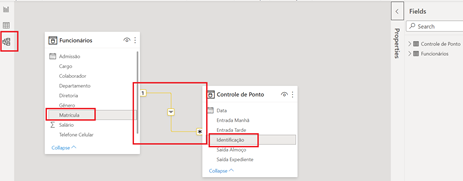 Funcionários
Admissão
Cargo
Colaborador
Departamento
Diretoria
Gênero
Matrícula
Salário
Telefone Celular
Collapse
1
*
Controle de Ponto
Data
Entrada Manhã
Entrada Tarde
Identificação
Saída Almoço
Saída Expediente
Collapse
Properties
Fields
Search
Controle de Ponto
Funcionários